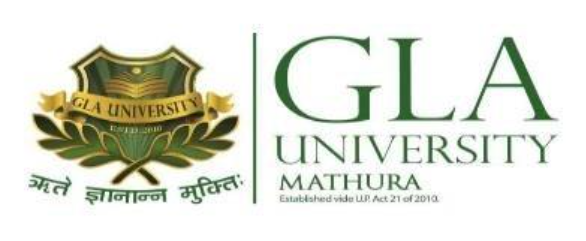 GLA UNIVERSITY
ESTD. 2010
ऋते ज्ञानान्न मुक्तिः
GLA
UNIVERSITY
MATHURA
Established vide U.P. Act 21 of 2010.